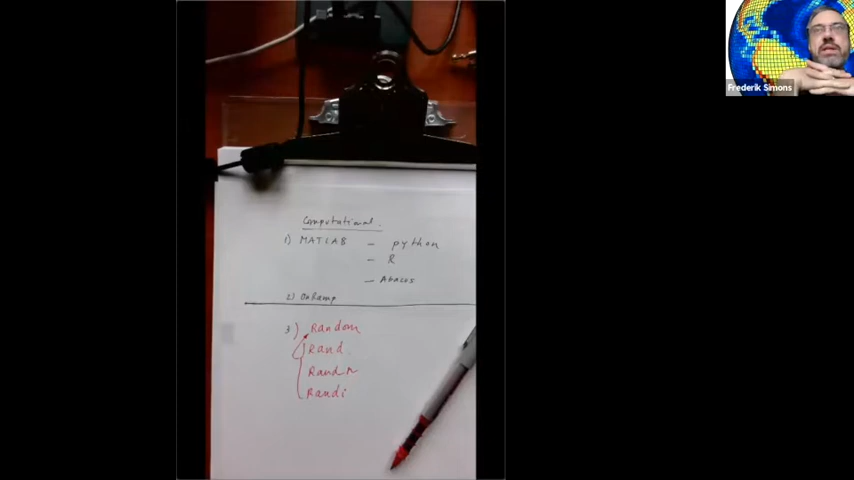 Computational.
1) MATLAB - python
- R
- Abacus
2) OnRamp
3) Random
Rand
RandN
Randi
Frederik Simons